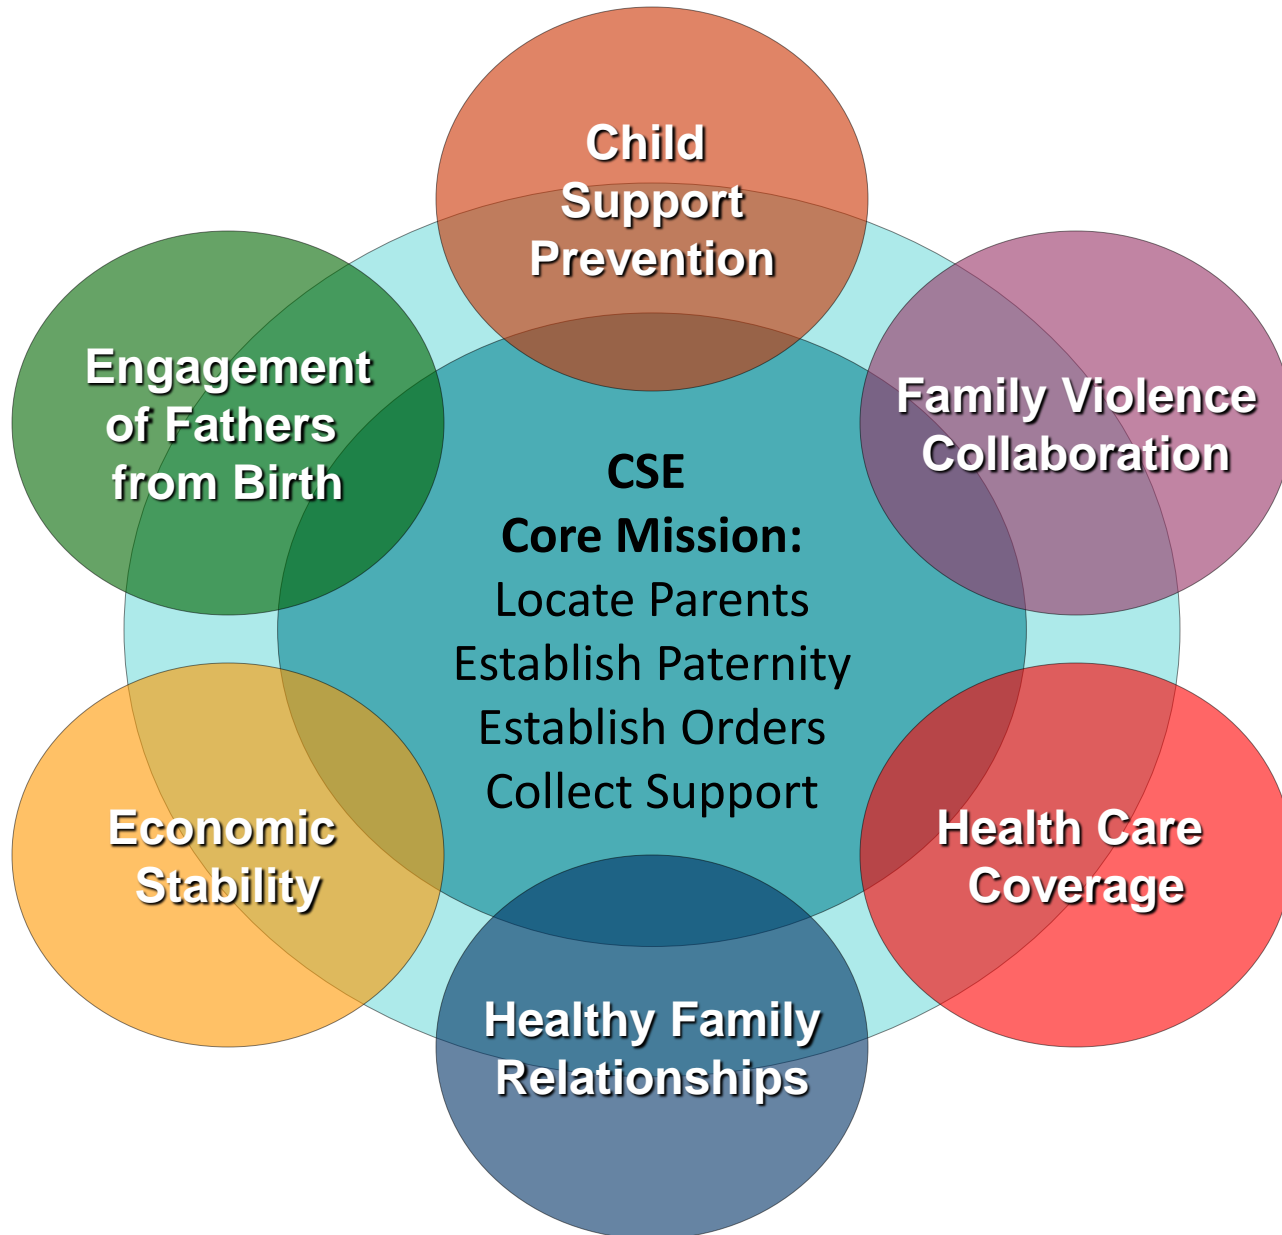 Child
Support
Prevention
Engagement
of Fathers
from Birth
Family Violence
Collaboration
CSE
Core Mission:
Locate Parents
Establish Paternity
Establish Orders
Collect Support
Economic
Stability
Health Care
Coverage
Healthy Family
Relationships